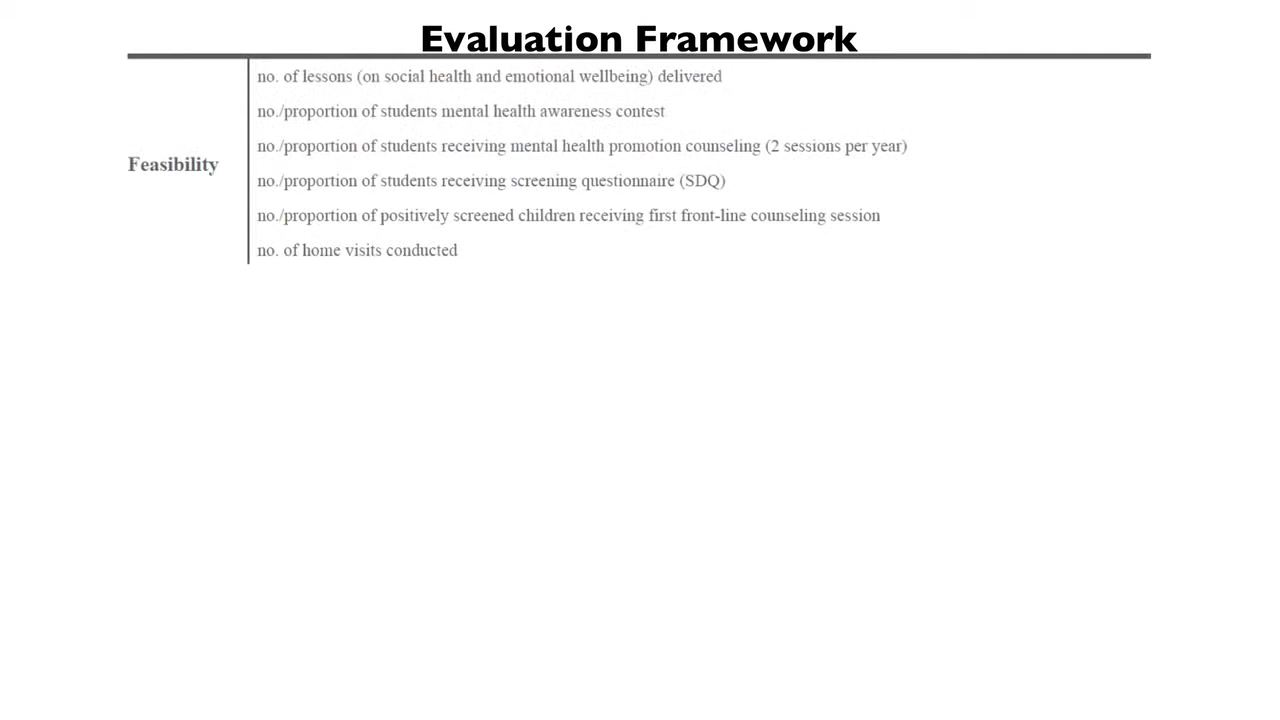 Evaluation Framework
no. of lessons (on social health and emotional wellbeing) delivered
no./proportion of students mental health awareness contest
no./proportion of students receiving mental health promotion counseling (2 sessions per year)
Feasibility
no./proportion of students receiving screening questionnaire (SDQ)
no./proportion of positively screened children receiving first front-line counseling session
no. of home visits conducted